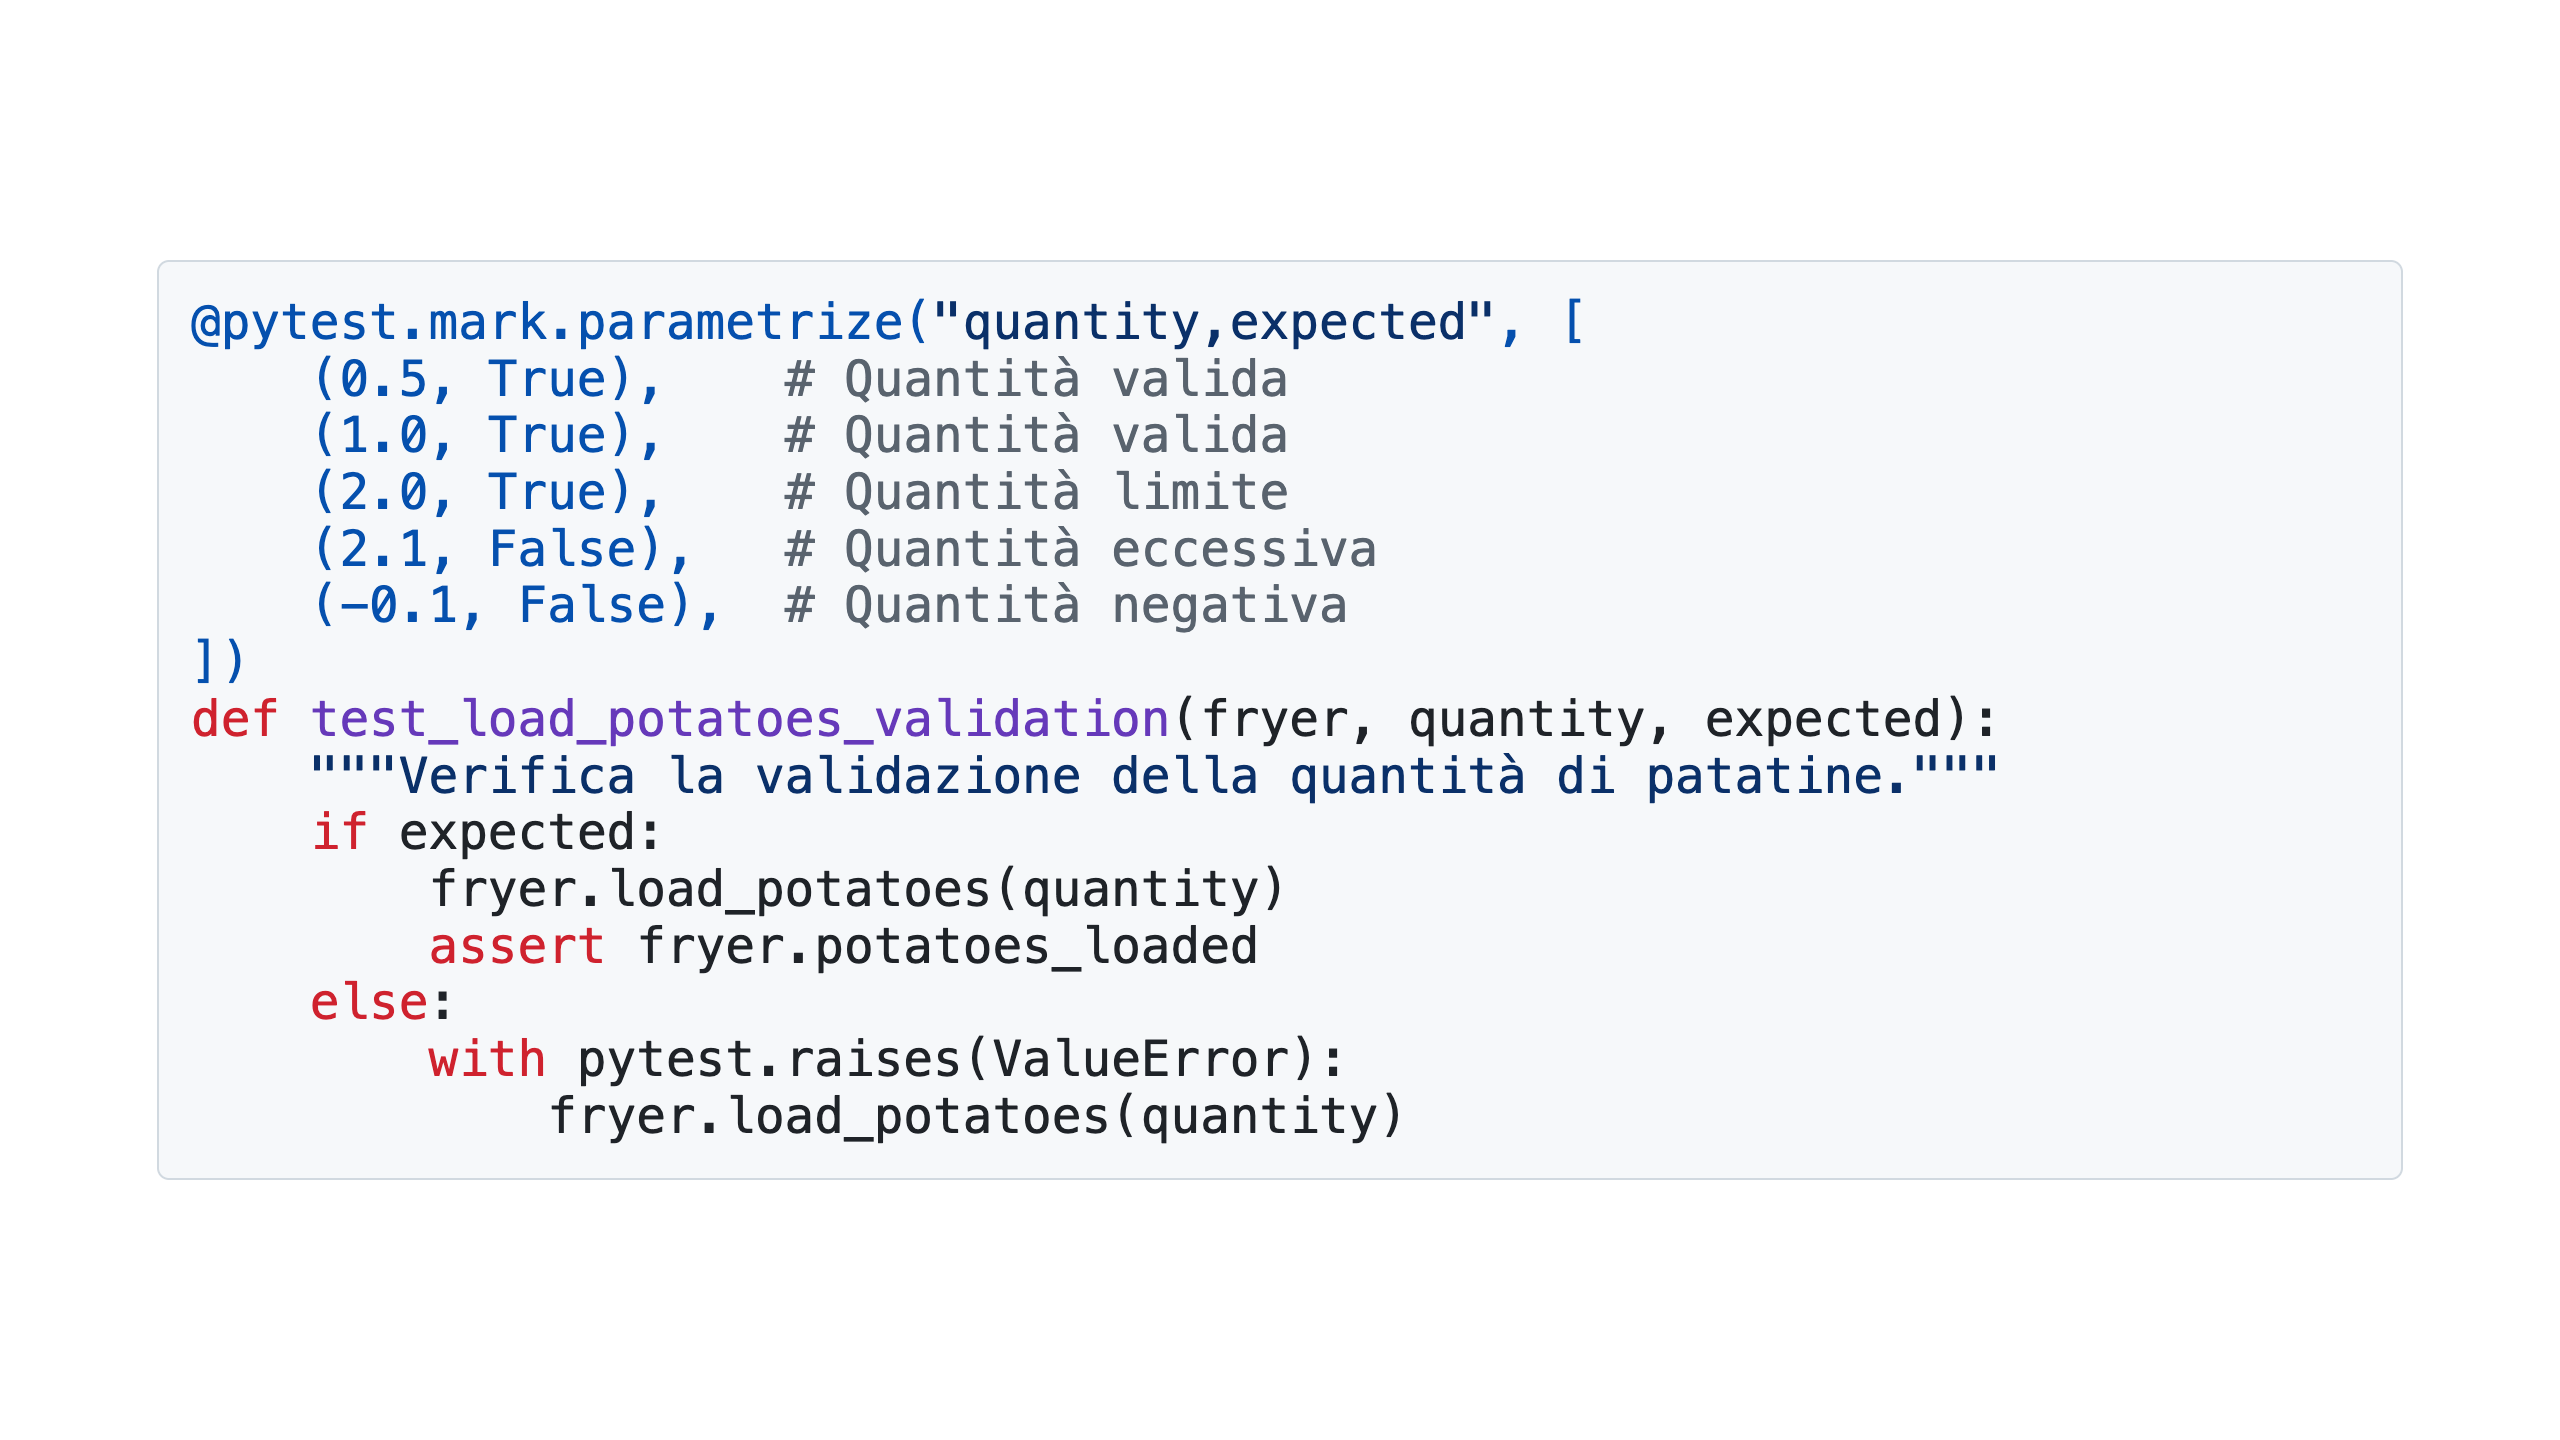 @pytest.mark.parametrize("quantity,expected", [
    (0.5, True),    # Quantità valida
    (1.0, True),    # Quantità valida
    (2.0, True),    # Quantità limite
    (2.1, False),   # Quantità eccessiva
    (-0.1, False),  # Quantità negativa
])
def test_load_potatoes_validation(fryer, quantity, expected):
    """Verifica la validazione della quantità di patatine."""
    if expected:
        fryer.load_potatoes(quantity)
        assert fryer.potatoes_loaded
    else:
        with pytest.raises(ValueError):
            fryer.load_potatoes(quantity)